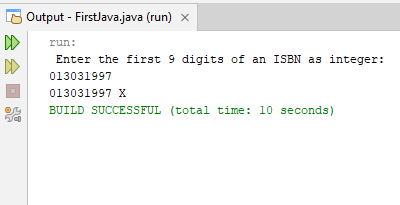 Output - FirstJava.java (run)
run:
Enter the first 9 digits of an ISBN as integer:
013031997
013031997 X
BUILD SUCCESSFUL (total time: 10 seconds)